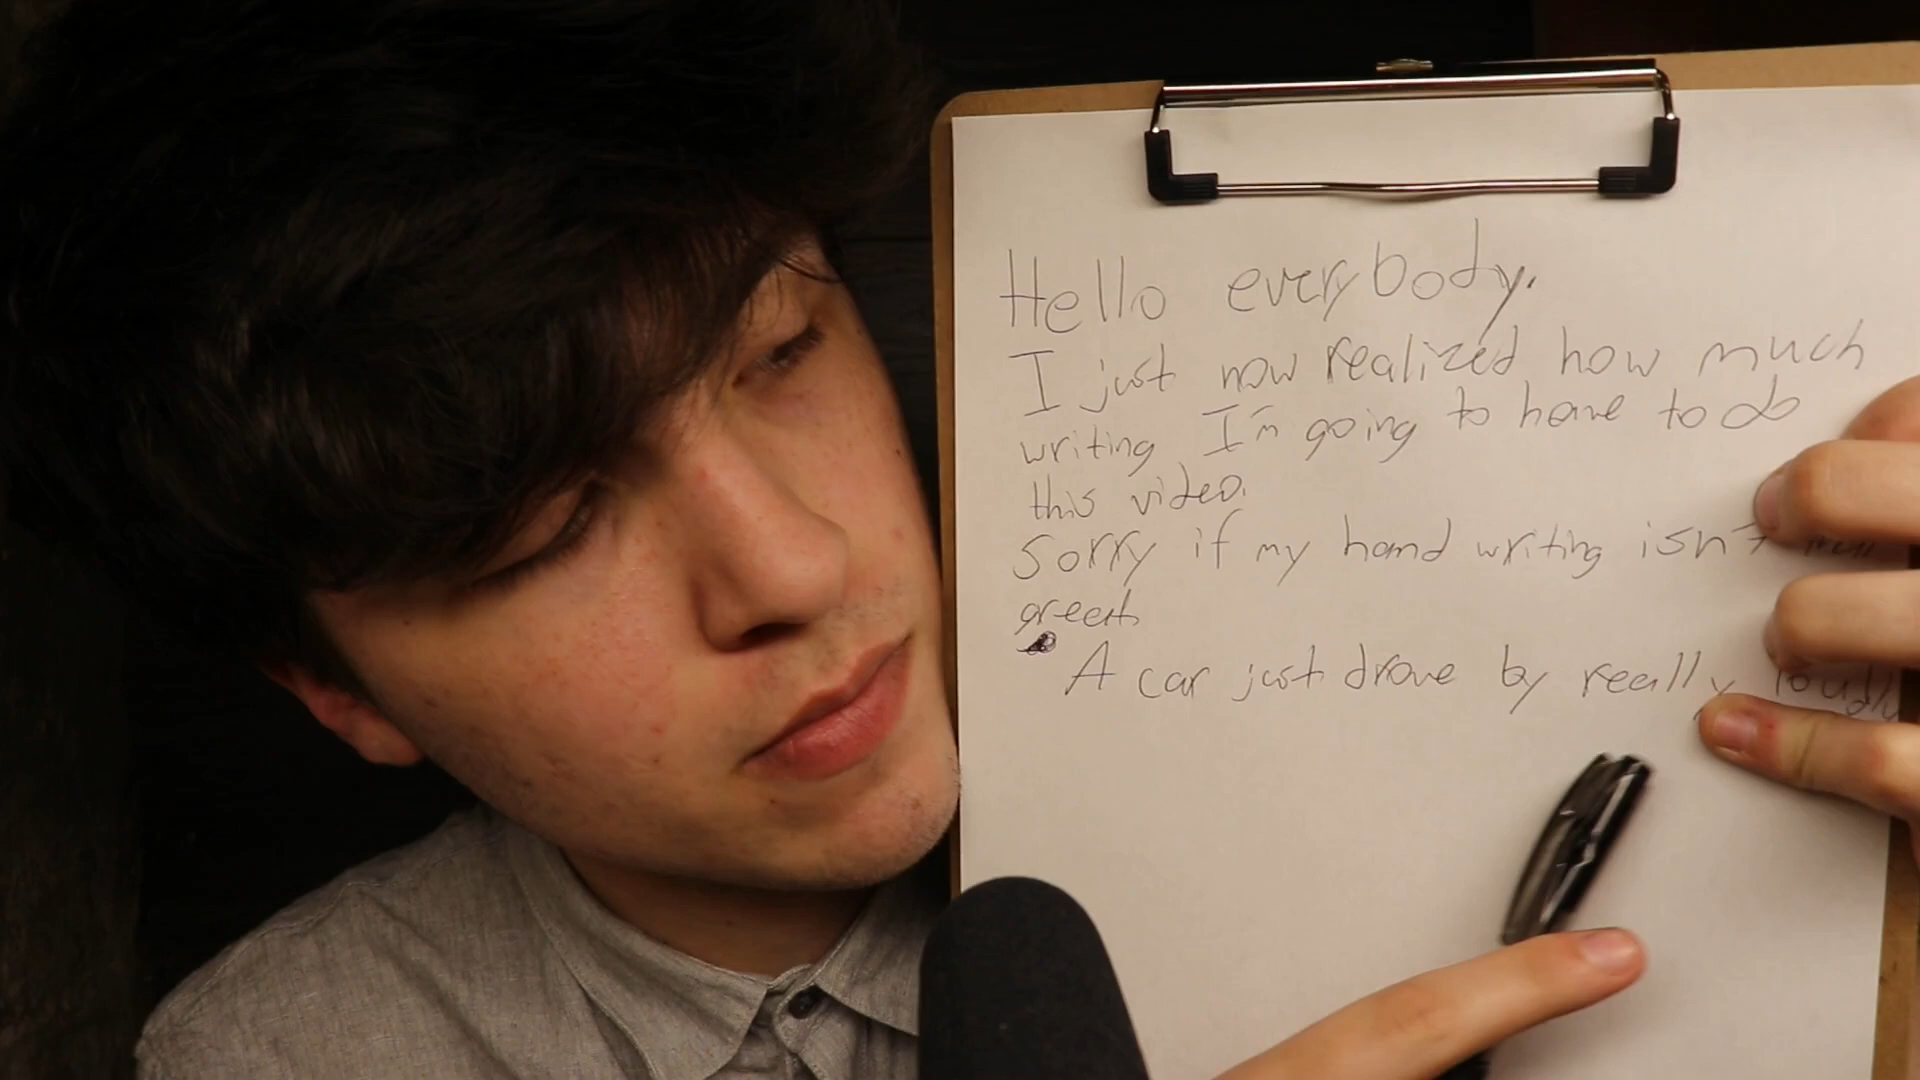 Hello everybody.
I just now realized how much
writing I'm going to have to do
this video.
Sorry if my hand writing isn't
great.
A car just drove by really loudly